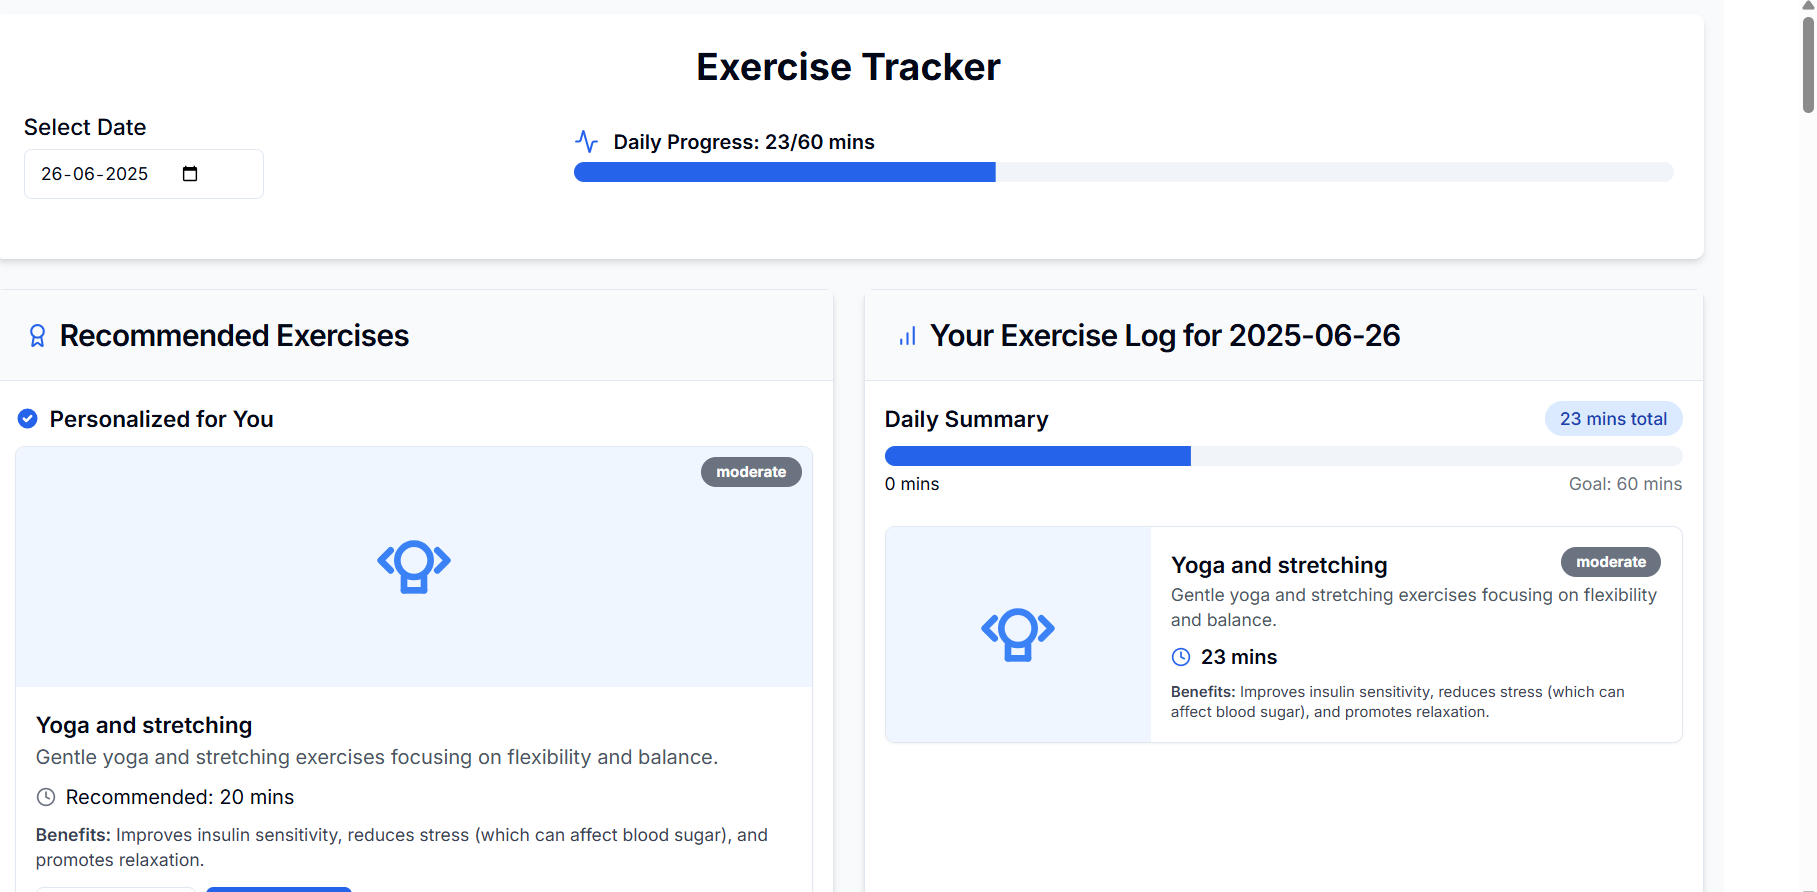 Exercise Tracker
Select Date
26-06-2025
Daily Progress: 23/60 mins
Recommended Exercises
Personalized for You
moderate
Yoga and stretching
Gentle yoga and stretching exercises focusing on flexibility and balance.
Recommended: 20 mins
Benefits: Improves insulin sensitivity, reduces stress (which can affect blood sugar), and
promotes relaxation.
Your Exercise Log for 2025-06-26
Daily Summary
23 mins total
0 mins
Goal: 60 mins
Yoga and stretching
moderate
Gentle yoga and stretching exercises focusing on flexibility
and balance.
23 mins
Benefits: Improves insulin sensitivity, reduces stress (which can
affect blood sugar), and promotes relaxation.